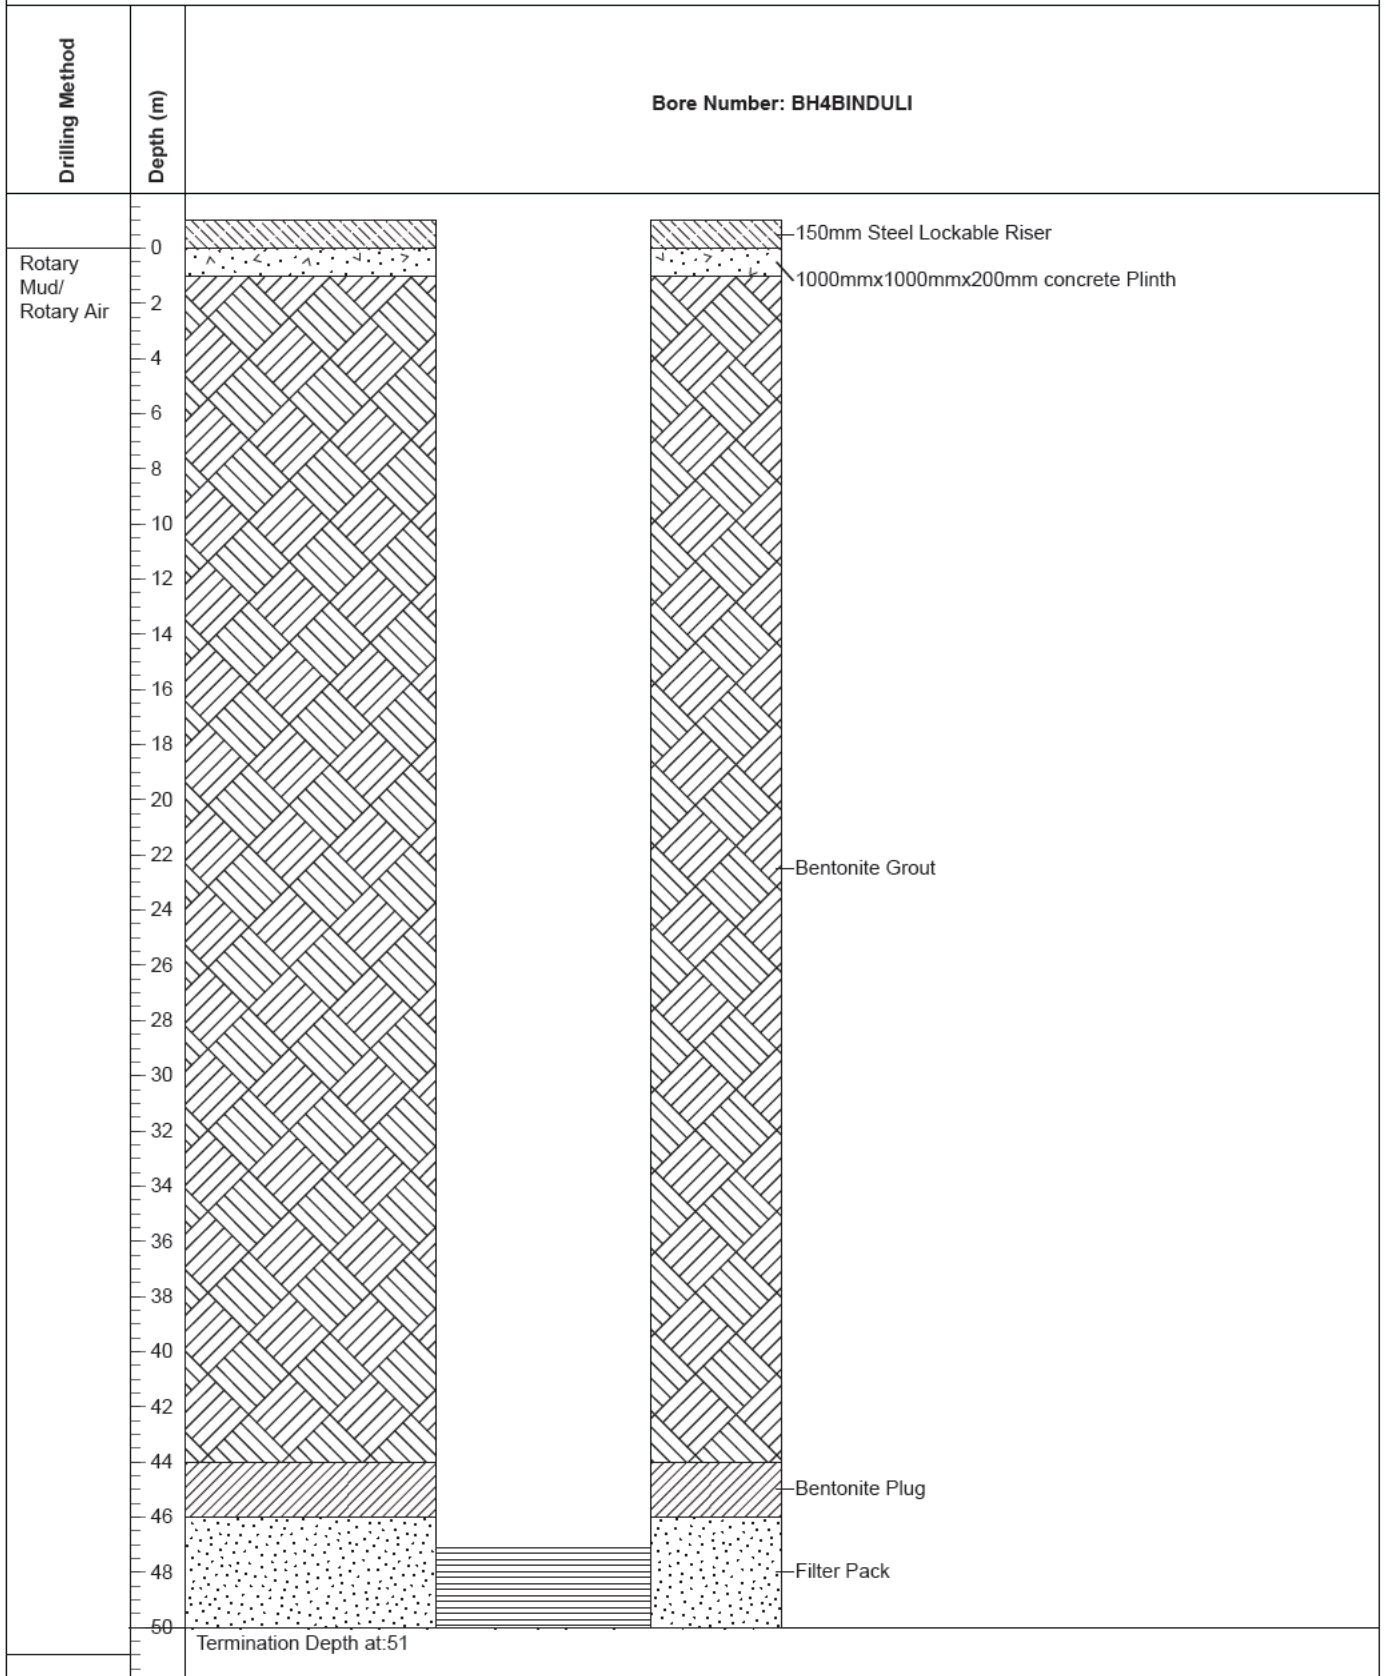 Drilling Method
Depth (m)
Bore Number: BH4BINDULI
150mm Steel Lockable Riser
0
Rotary
Mud/
Rotary Air
1000mmx1000mmx200mm concrete Plinth
2
4
6
8
10
12
14
16
18
20
22
Bentonite Grout
24
26
28
30
32
34
36
38
40
42
44
Bentonite Plug
46
48
Filter Pack
50
Termination Depth at:51